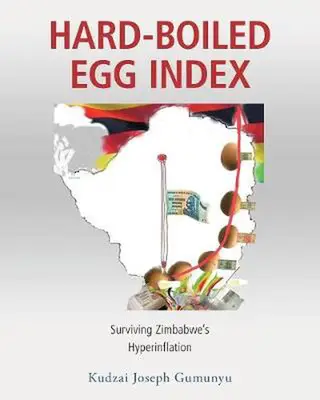 HARD-BOILED
EGG INDEX
Surviving Zimbabwe's
Hyperinflation
Kudzai Joseph Gumunyu